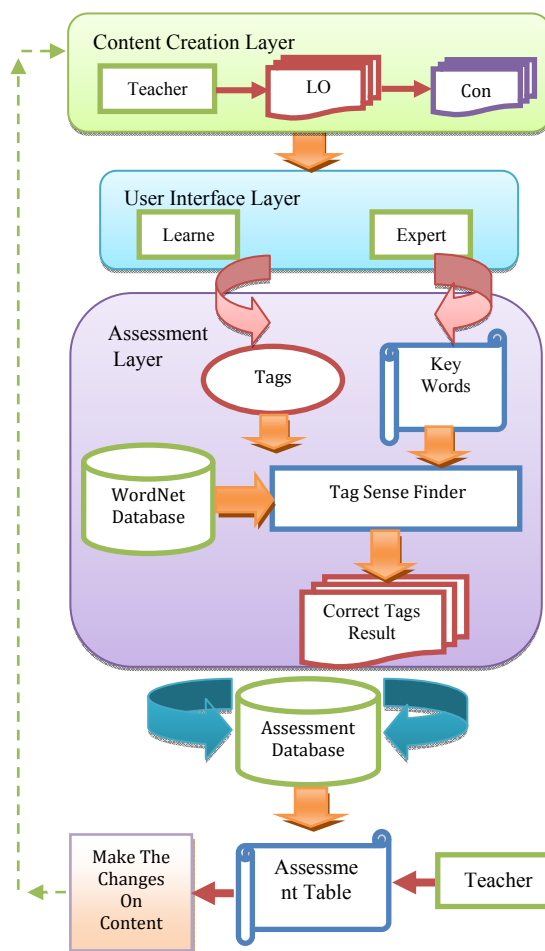 Content Creation Layer
Teacher
LO
Con
User Interface Layer
Learne
Expert
Assessment
Layer
Tags
Key
Words
WordNet
Database
Tag Sense Finder
Correct Tags
Result
Assessment
Database
Make The
Changes
On
Content
Assessme
nt Table
Teacher